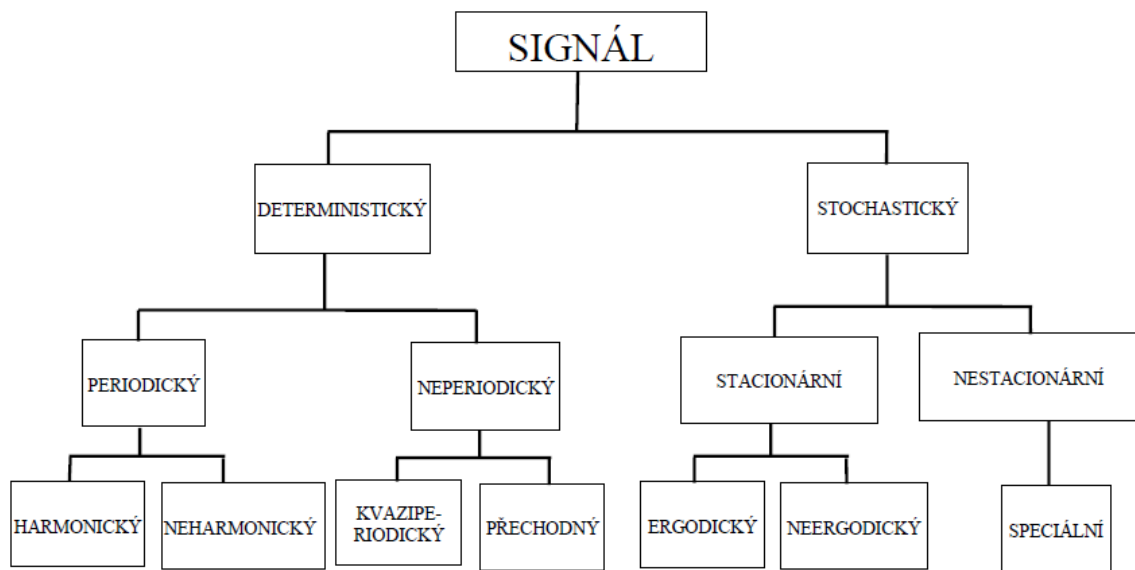 SIGNÁL
DETERMINISTICKÝ
STOCHASTICKÝ
PERIODICKÝ
NEPERIODICKÝ
STACIONÁRNÍ
NESTACIONÁRNÍ
HARMONICKÝ
NEHARMONICKÝ
KVAZIPE-
RIODICKÝ
PŘECHODNÝ
ERGODICKÝ
NEERGODICKÝ
SPECIÁLNÍ